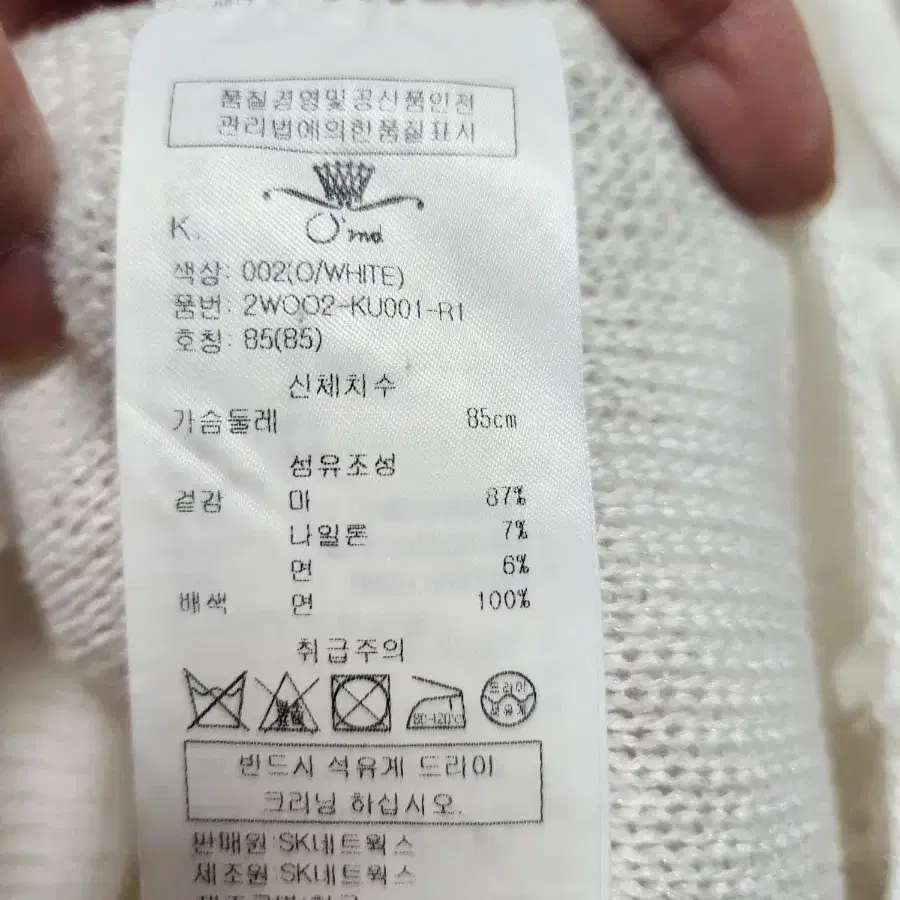 품질경영및공산품안전
관리법에의한품질표시
K.
O'md
색상: 002(O/WHITE)
품번: 2WOO2-KU001-R1
호칭: 85(85)
신체치수
가슴둘레 85cm
섬유조성
겉감 마 87%
나일론 7%
면 6%
배색 면 100%
취급주의
80-120℃ 드라이
반드시 석유계 드라이
크리닝 하십시오.
판매원:SK네트웍스
제조원:SK네트웍스